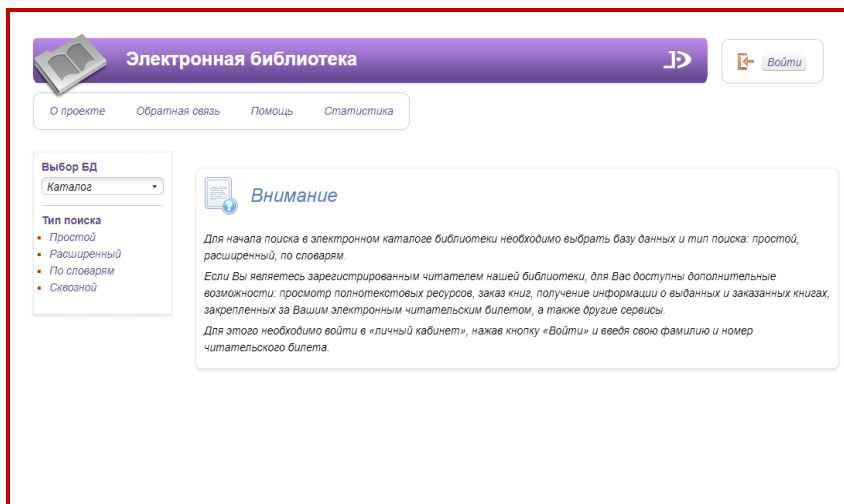 Электронная библиотека
Войти
О проекте Обратная связь Помощь Статистика
Выбор БД
Каталог
Тип поиска
Простой
Расширенный
По словарям
Сквозной
Внимание
Для начала поиска в электронном каталоге библиотеки необходимо выбрать базу данных и тип поиска: простой,
расширенный, по словарям.
Если Вы являетесь зарегистрированным читателем нашей библиотеки, для Вас доступны дополнительные
возможности: просмотр полнотекстовых ресурсов, заказ книг, получение информации о выданных и заказанных книгах,
закрепленных за Вашим электронным читательским билетом, а также другие сервисы.
Для этого необходимо войти в «личный кабинет», нажав кнопку «Войти» и введя свою фамилию и номер
читательского билета.